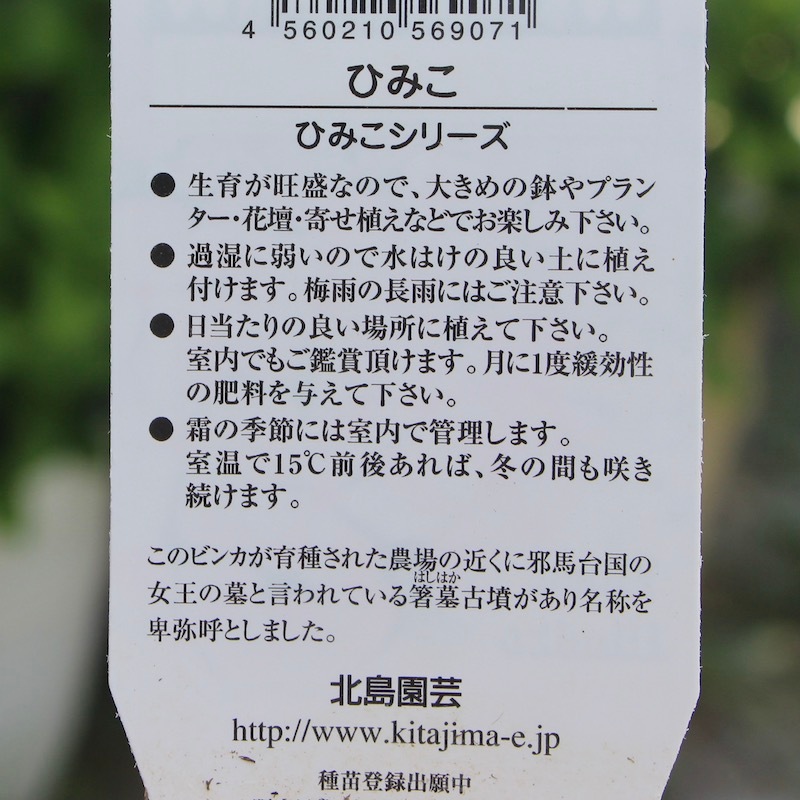 4 560210 569071
ひみこ
ひみこシリーズ
● 生育が旺盛なので、大きめの鉢やプラン
ター・花壇・寄せ植えなどでお楽しみ下さい。
● 過湿に弱いので水はけの良い土に植え
付けます。梅雨の長雨にはご注意下さい。
● 日当たりの良い場所に植えて下さい。
室内でもご鑑賞頂けます。月に1度緩効性
の肥料を与えて下さい。
● 霜の季節には室内で管理します。
室温で15℃前後あれば、冬の間も咲き
続けます。
このビンカが育種された農場の近くに邪馬台国の
はしはか
女王の墓と言われている箸墓古墳があり名称を
卑弥呼としました。
北島園芸
http://www.kitajima-e.jp
種苗登録出願中